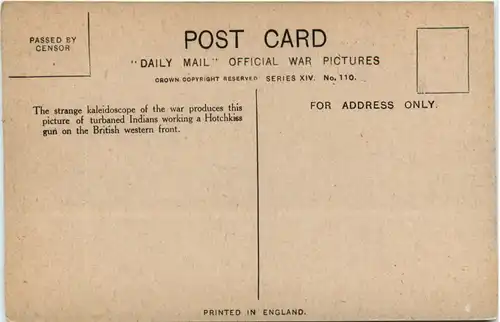 PASSED BY
CENSOR
POST CARD
"DAILY MAIL" OFFICIAL WAR PICTURES
CROWN COPYRIGHT RESERVED SERIES XIV. No. 110.
The strange kaleidoscope of the war produces this
picture of turbaned Indians working a Hotchkiss
gun on the British western front.
FOR ADDRESS ONLY.
PRINTED IN ENGLAND.